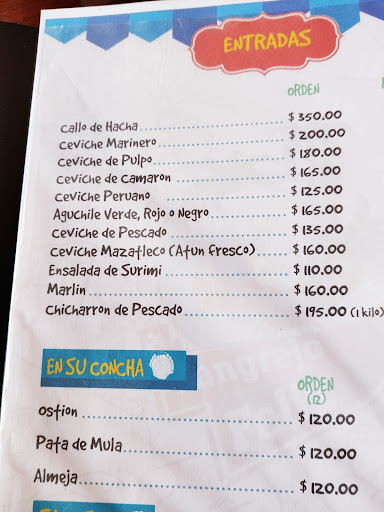 ENTRADAS
ORDEN
Callo de Hacha $ 350.00
Ceviche Marinero $ 200.00
Ceviche de Pulpo $ 180.00
Ceviche de Camaron $ 165.00
Ceviche Peruano $ 125.00
Aguchile Verde, Rojo o Negro $ 165.00
Ceviche de Pescado $ 135.00
Ceviche Mazatleco (Atun fresco) $ 160.00
Ensalada de Surimi $ 110.00
Marlin $ 160.00
Chicharron de Pescado $ 195.00 (1 kilo)
EN SU CONCHA
ORDEN
(12)
Ostion $ 120.00
Pata de Mula $ 120.00
Almeja $ 120.00